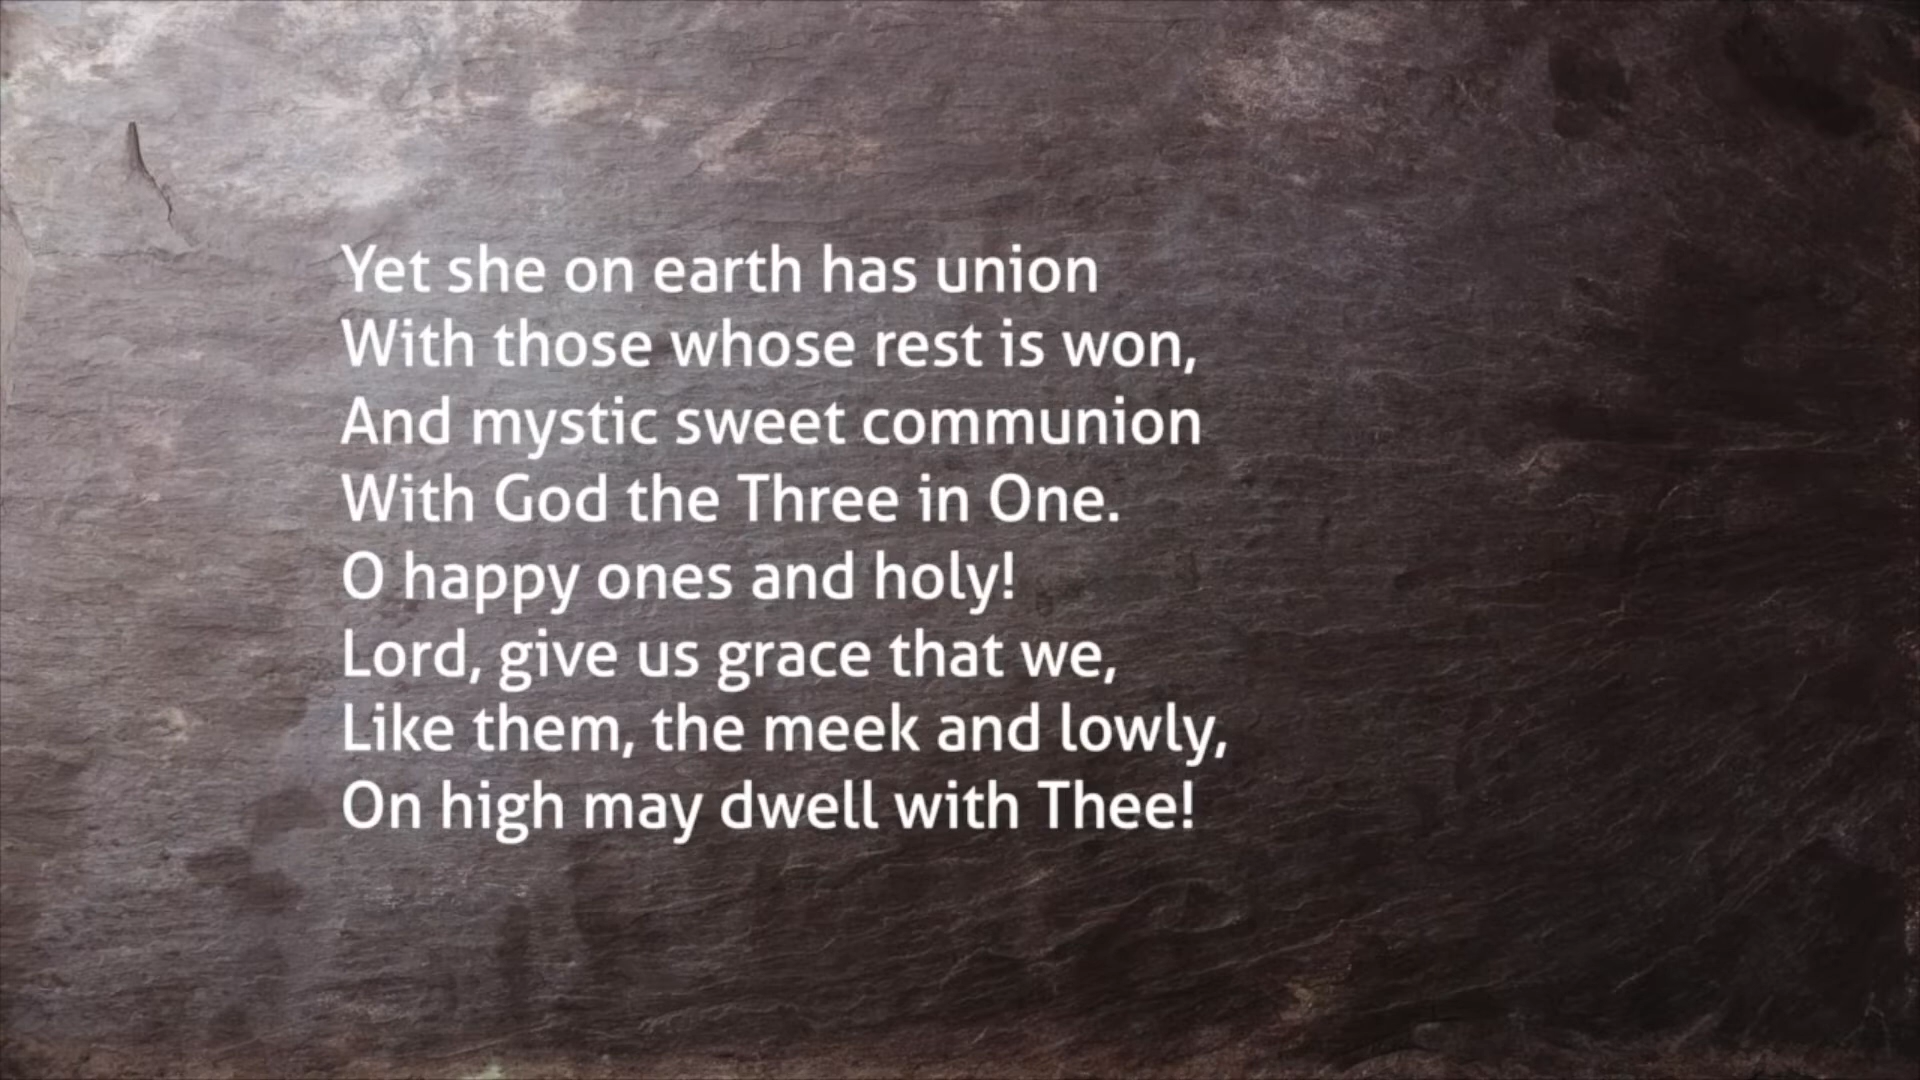 Yet she on earth has union
With those whose rest is won,
And mystic sweet communion
With God the Three in One.
O happy ones and holy!
Lord, give us grace that we,
Like them, the meek and lowly,
On high may dwell with Thee!